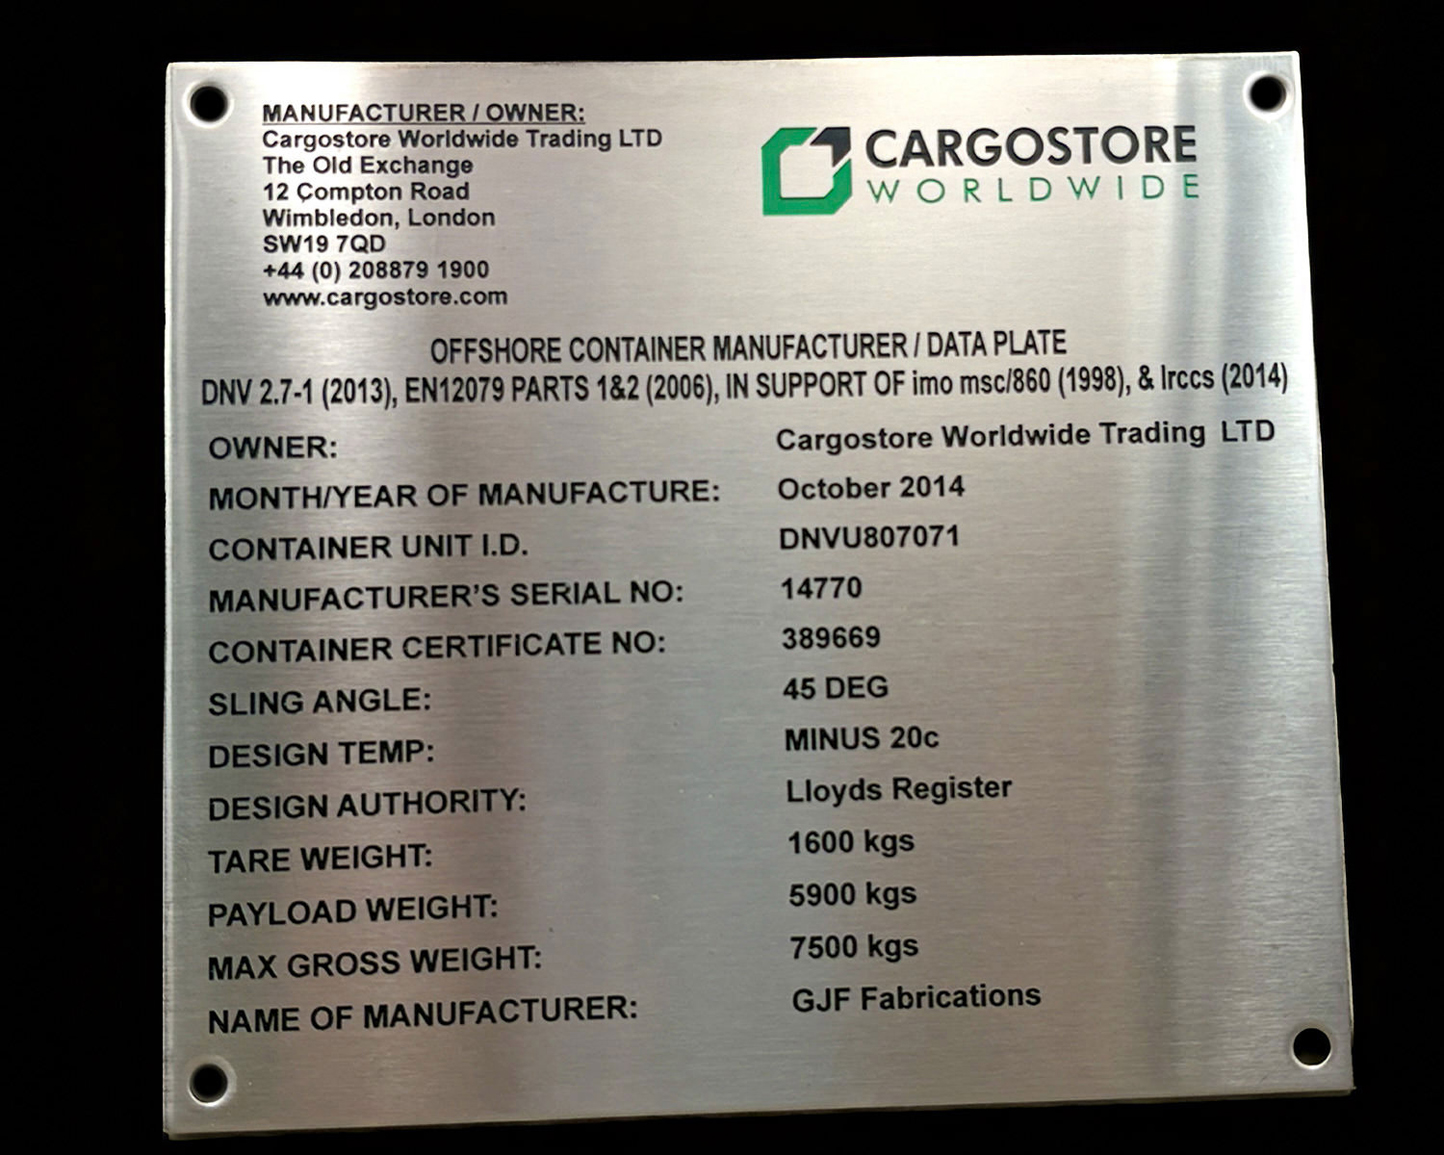 MANUFACTURER / OWNER:
Cargostore Worldwide Trading LTD
The Old Exchange
12 Compton Road
Wimbledon, London
SW19 7QD
+44 (0) 208879 1900
www.cargostore.com
CARGOSTORE
WORLDWIDE
OFFSHORE CONTAINER MANUFACTURER / DATA PLATE
DNV 2.7-1 (2013), EN12079 PARTS 1&2 (2006), IN SUPPORT OF imo msc/860 (1998), & lrccs (2014)
OWNER: Cargostore Worldwide Trading LTD
MONTH/YEAR OF MANUFACTURE: October 2014
CONTAINER UNIT I.D. DNVU807071
MANUFACTURER'S SERIAL NO: 14770
CONTAINER CERTIFICATE NO: 389669
SLING ANGLE: 45 DEG
DESIGN TEMP: MINUS 20c
DESIGN AUTHORITY: Lloyds Register
TARE WEIGHT: 1600 kgs
PAYLOAD WEIGHT: 5900 kgs
MAX GROSS WEIGHT: 7500 kgs
NAME OF MANUFACTURER: GJF Fabrications